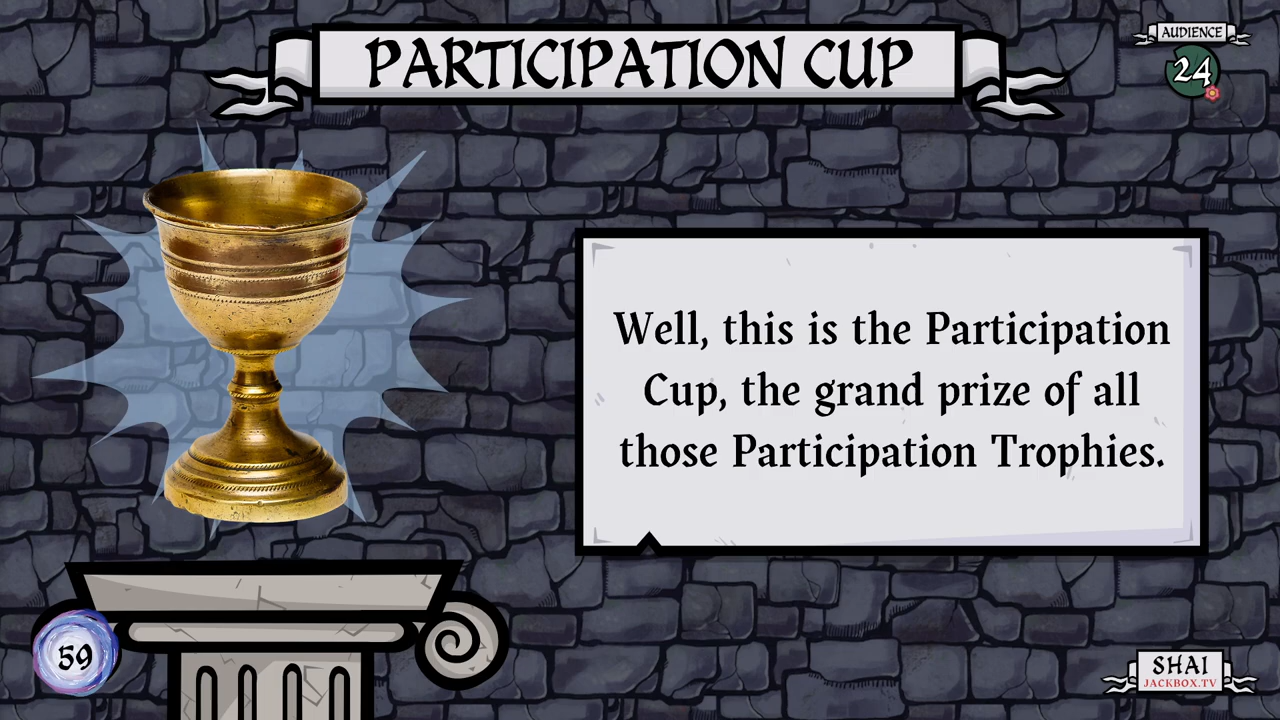 PARTICIPATION CUP
AUDIENCE
24
Well, this is the Participation
Cup, the grand prize of all
those Participation Trophies.
59
SHAI
JACKBOX.TV